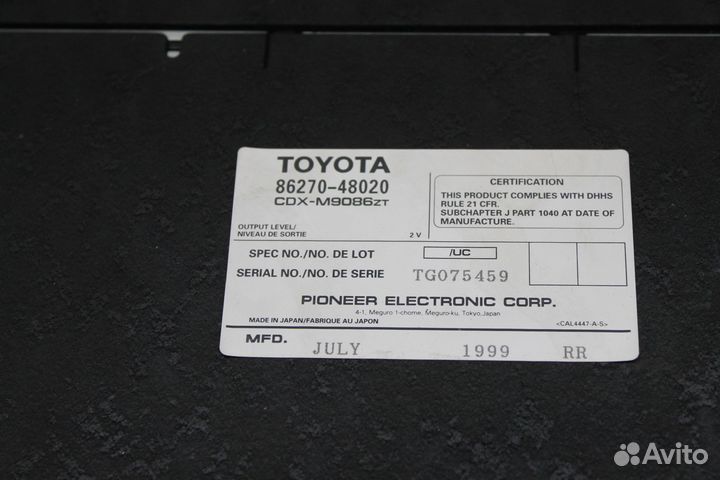 TOYOTA
86270-48020
CDX-M9086ZT
OUTPUT LEVEL/
NIVEAU DE SORTIE
2 V
CERTIFICATION
THIS PRODUCT COMPLIES WITH DHHS
RULE 21 CFR.
SUBCHAPTER J PART 1040 AT DATE OF
MANUFACTURE.
SPEC NO./NO. DE LOT
/UC
SERIAL NO./NO. DE SERIE TG075459
PIONEER ELECTRONIC CORP.
4-1, Meguro 1-chome, Meguro-ku, Tokyo, Japan
MADE IN JAPAN/FABRIQUE AU JAPON
<CAL4447-A-S>
MFD. JULY 1999 RR
Avito